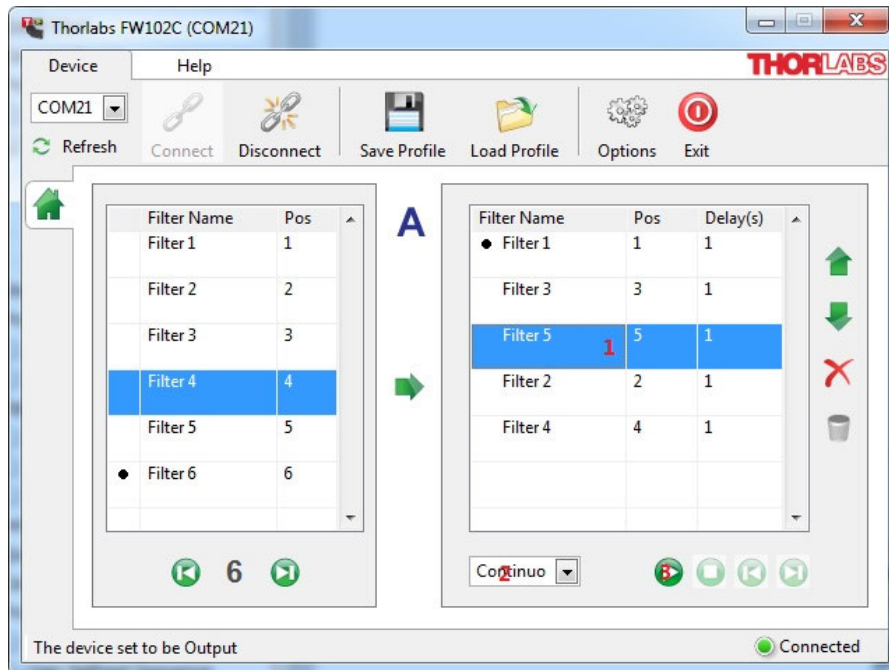 Thorlabs FW102C (COM21)
Device Help THORLABS
COM21
Refresh Connect Disconnect Save Profile Load Profile Options Exit
A
Filter Name Pos
Filter 1 1
Filter 2 2
Filter 3 3
Filter 4 4
Filter 5 5
Filter 6 6
6
Filter Name Pos Delay(s)
Filter 1 1 1
Filter 3 3 1
Filter 5 1 5 1
Filter 2 2 1
Filter 4 4 1
Continuo 2 3
The device set to be Output Connected